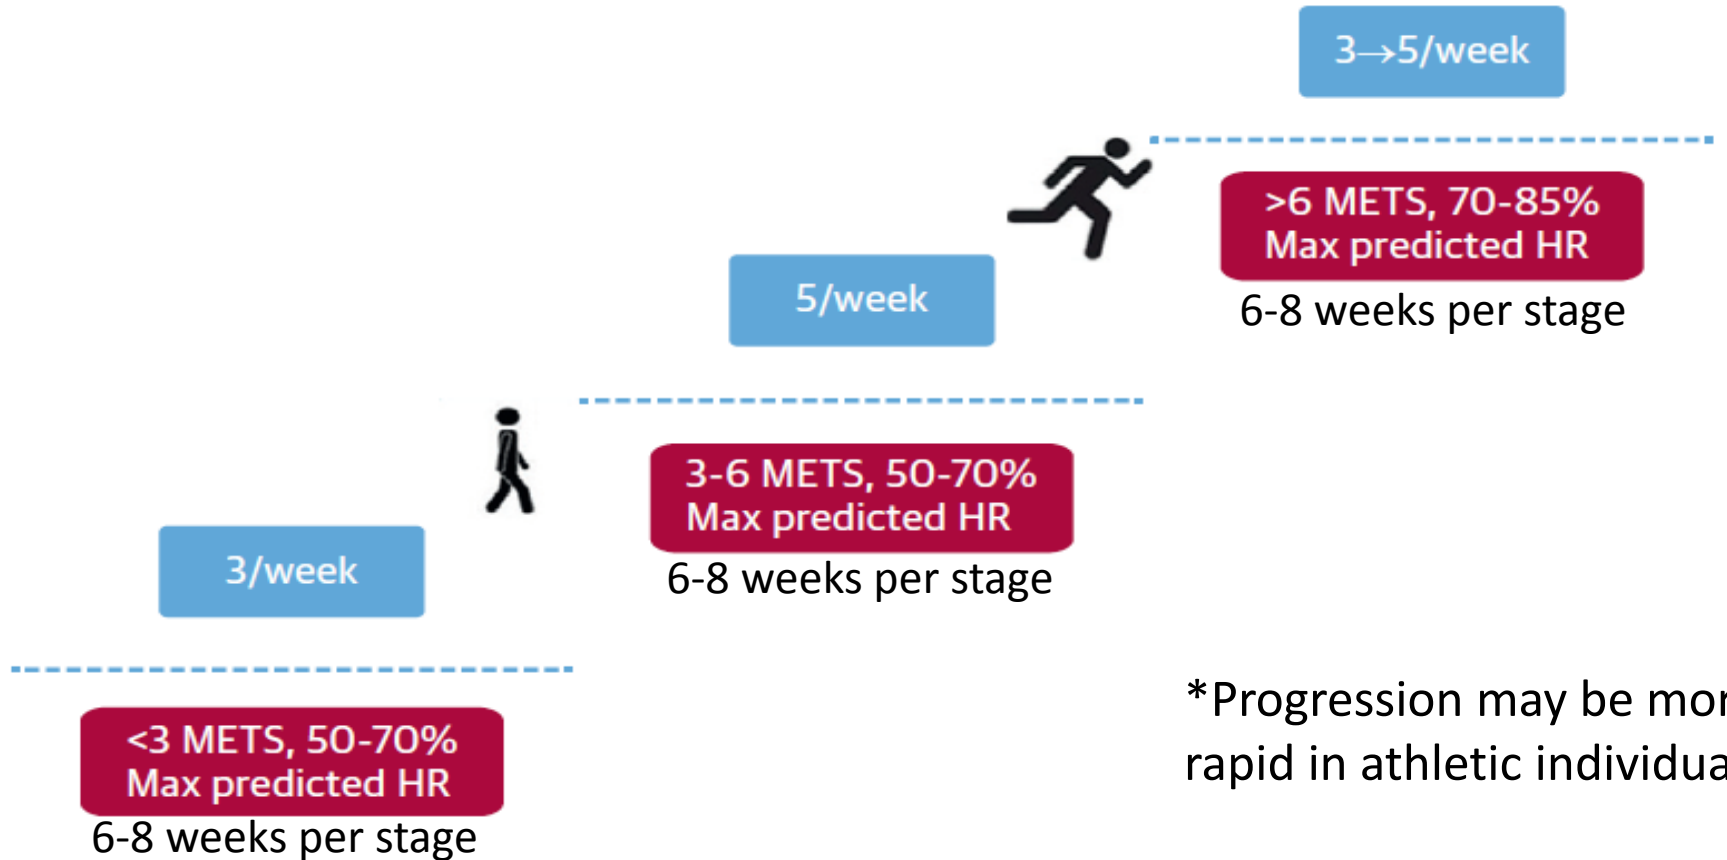 3→5/week
>6 METS, 70-85%
Max predicted HR
6-8 weeks per stage
5/week
3-6 METS, 50-70%
Max predicted HR
6-8 weeks per stage
3/week
<3 METS, 50-70%
Max predicted HR
6-8 weeks per stage
*Progression may be
rapid in athletic